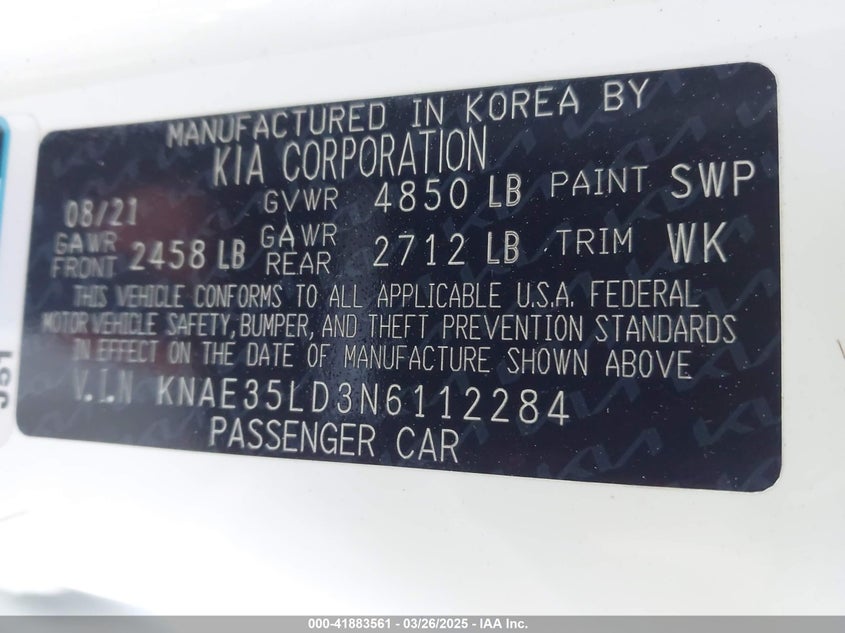 MANUFACTURED IN KOREA BY
KIA CORPORATION
08/21 GVWR 4850 LB PAINT SWP
GAWR FRONT 2458 LB GAWR REAR 2712 LB TRIM WK
THIS VEHICLE CONFORMS TO ALL APPLICABLE U.S.A. FEDERAL
MOTOR VEHICLE SAFETY, BUMPER, AND THEFT PREVENTION STANDARDS
IN EFFECT ON THE DATE OF MANUFACTURE SHOWN ABOVE
V.I.N KNAE35LD3N6112284
PASSENGER CAR
000-41883561 - 03/26/2025 - IAA Inc.